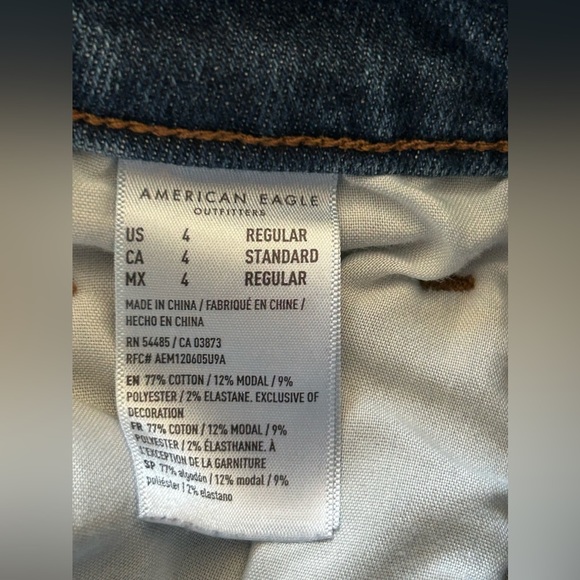 AMERICAN EAGLE
OUTFITTERS
US 4 REGULAR
CA 4 STANDARD
MX 4 REGULAR
MADE IN CHINA / FABRIQUÉ EN CHINE /
HECHO EN CHINA
RN 54485 / CA 03873
RFC# AEM120605U9A
EN 77% COTTON / 12% MODAL / 9%
POLYESTER / 2% ELASTANE. EXCLUSIVE OF
DECORATION
FR 77% COTON / 12% MODAL / 9%
POLYESTER / 2% ÉLASTHANNE. À
L'EXCEPTION DE LA GARNITURE
SP 77% algodón / 12% modal / 9%
poliéster / 2% elastano